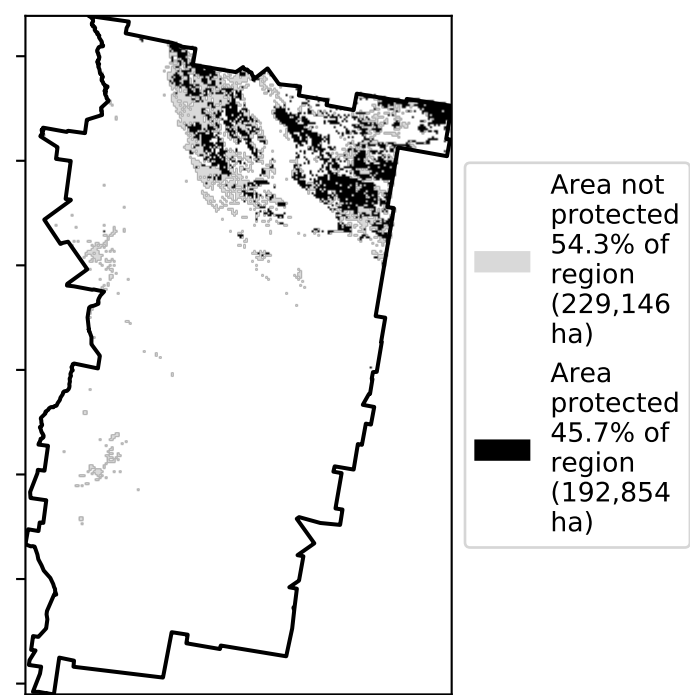 Area not
protected
54.3% of
region
(229,146
ha)
Area
protected
45.7% of
region
(192,854
ha)